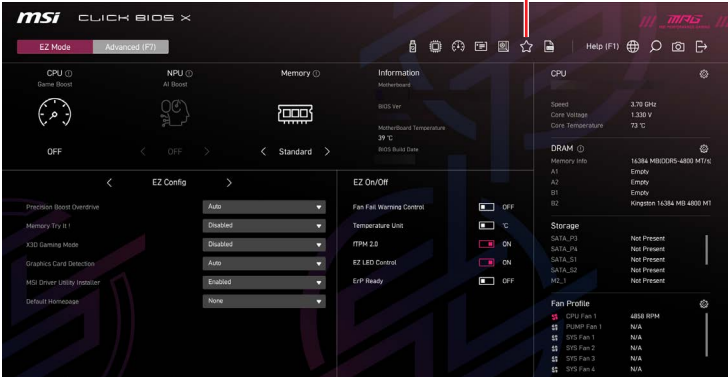 msi CLICK BIOS X
MPG
EZ Mode Advanced (F7) Help (F1)
CPU
Game Boost
OFF
NPU
AI Boost
OFF
Memory
Standard
Information
Motherboard
BIOS Ver
MotherBoard Temperature
39 °C
BIOS Build Date
CPU
Speed 3.70 GHz
Core Voltage 1.330 V
Core Temperature 73 °C
DRAM
Memory Info 16384 MB(DDR5-4800 MT/s
A1 Empty
A2 Empty
B1 Empty
B2 Kingston 16384 MB 4800 MT
Storage
SATA_P3 Not Present
SATA_P4 Not Present
SATA_S1 Not Present
SATA_S2 Not Present
M2_1 Not Present
Fan Profile
CPU Fan 1 4858 RPM
PUMP Fan 1 N/A
SYS Fan 1 N/A
SYS Fan 2 N/A
SYS Fan 3 N/A
SYS Fan 4 N/A
EZ Config
Precision Boost Overdrive Auto
Memory Try It ! Disabled
X3D Gaming Mode Disabled
Graphics Card Detection Auto
MSI Driver Utility Installer Enabled
Default Homepage None
EZ On/Off
Fan Fail Warning Control OFF
Temperature Unit °C
fTPM 2.0 ON
EZ LED Control ON
ErP Ready OFF